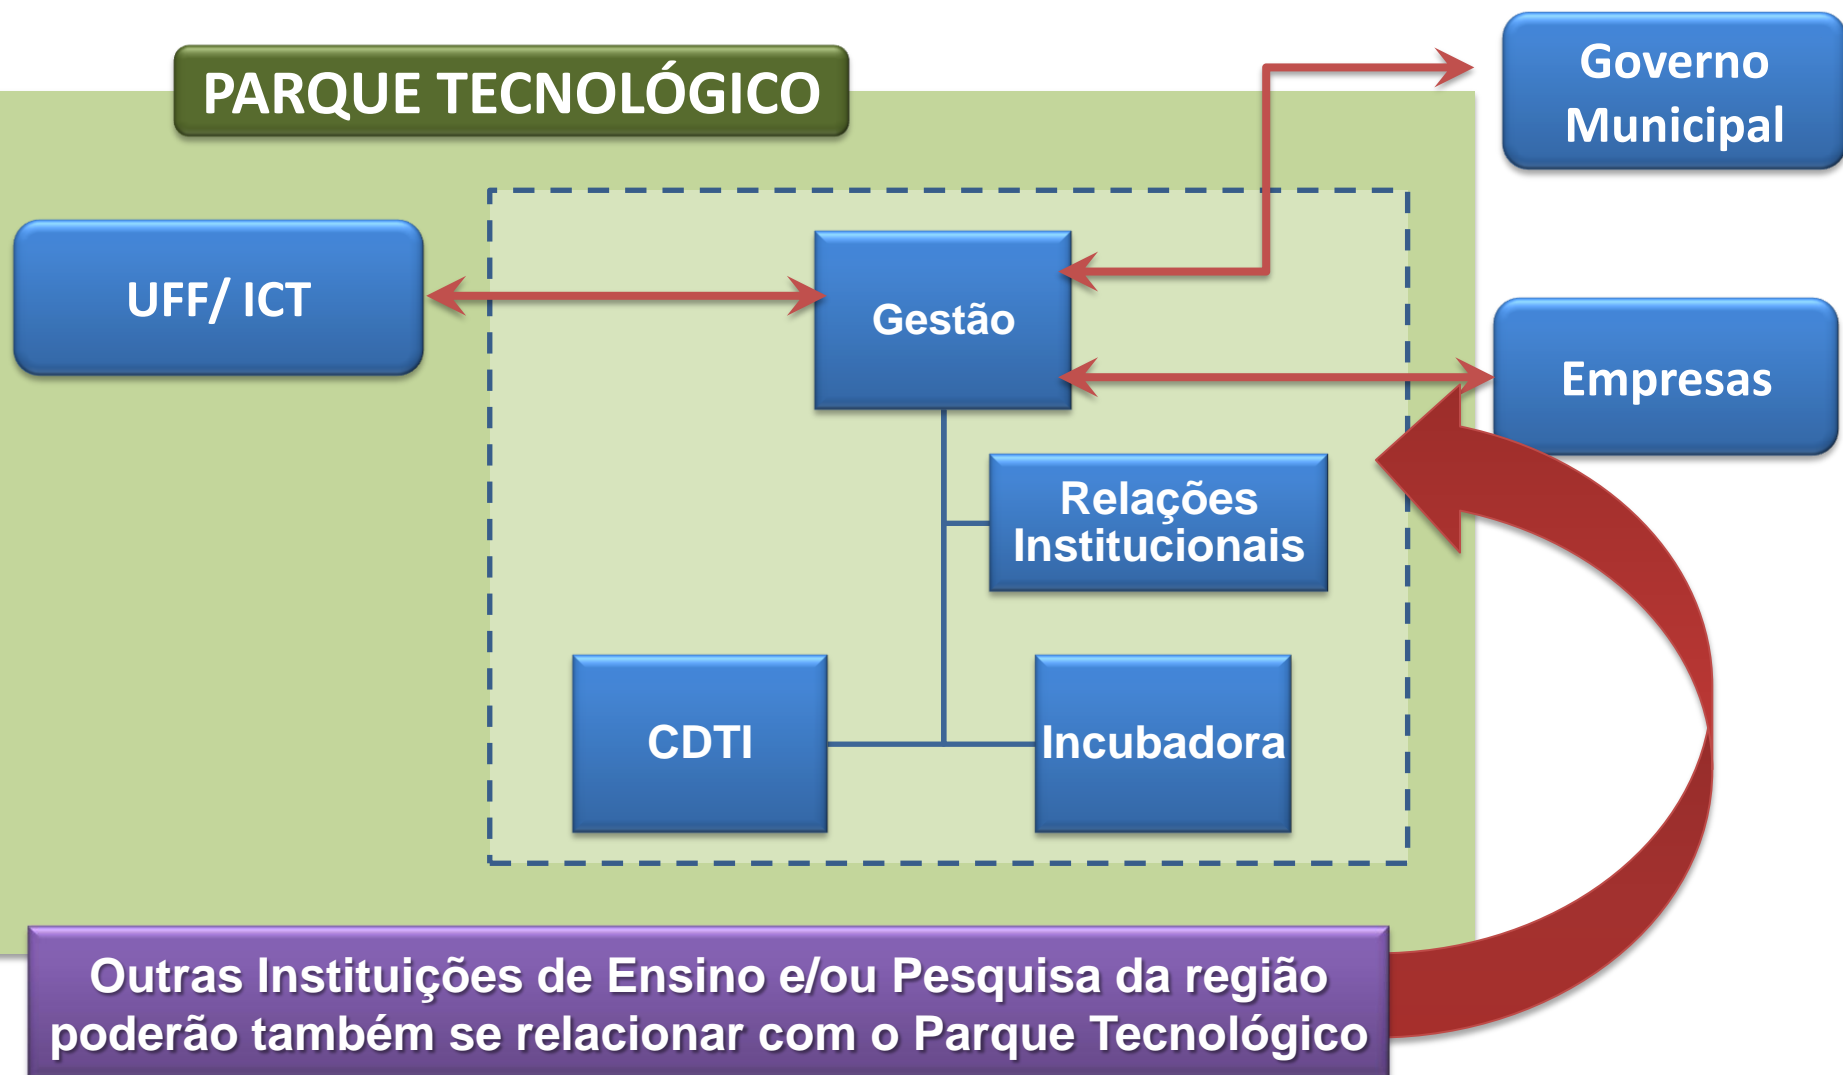 PARQUE TECNOLÓGICO
Governo
Municipal
UFF/ ICT
Gestão
Empresas
Relações
Institucionais
CDTI
Incubadora
Outras Instituições de Ensino e/ou Pesquisa da região
poderão também se relacionar com o Parque Tecnológico